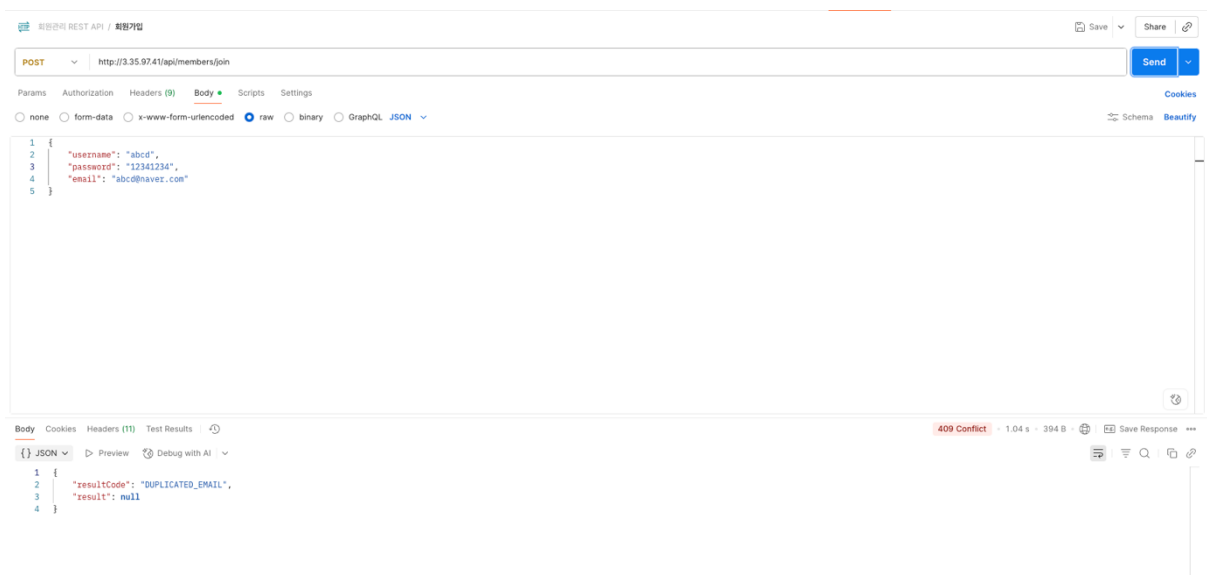 회원관리 REST API / 회원가입
Save
Share
POST
http://3.35.97.41/api/members/join
Send
Params Authorization Headers (9) Body Scripts Settings
Cookies
none form-data x-www-form-urlencoded raw binary GraphQL JSON
Schema Beautify
1 {
2 "username": "abcd",
3 "password": "12341234",
4 "email": "abcd@naver.com"
5 }
Body Cookies Headers (11) Test Results
409 Conflict • 1.04 s • 394 B
Save Response
{} JSON Preview Debug with AI
1 {
2 "resultCode": "DUPLICATED_EMAIL",
3 "result": null
4 }